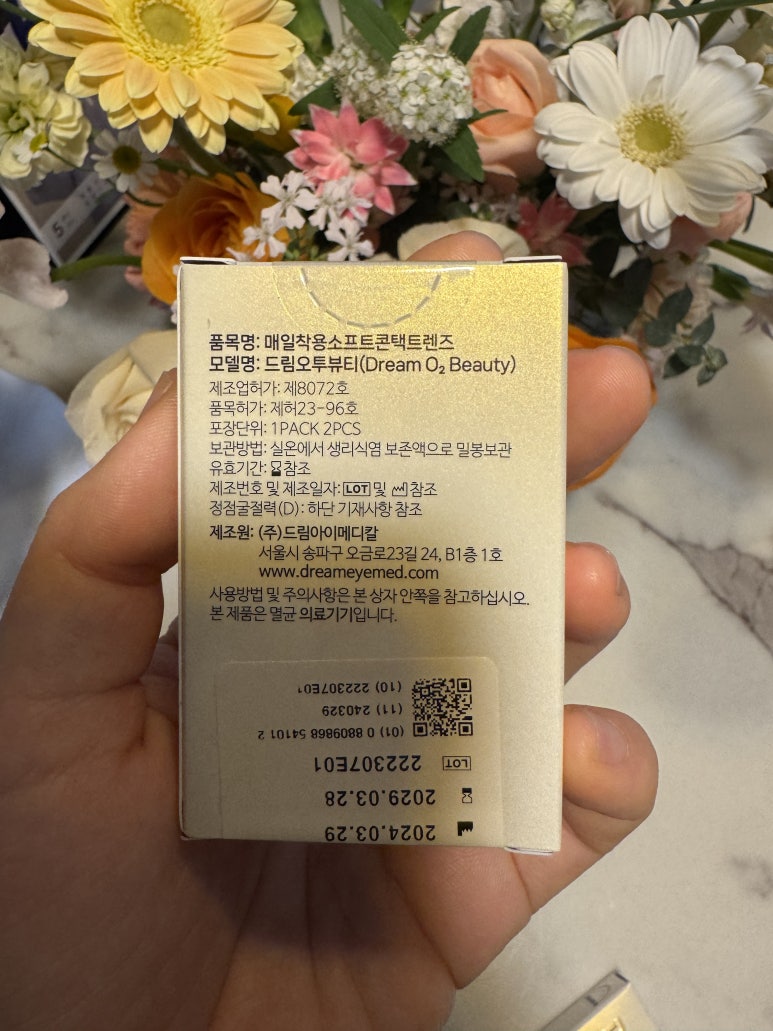 품목명: 매일착용소프트콘택트렌즈
모델명: 드림오투뷰티(Dream O₂ Beauty)
제조업허가: 제8072호
품목허가: 제허23-96호
포장단위: 1PACK 2PCS
보관방법: 실온에서 생리식염 보존액으로 밀봉보관
유효기간: 참조
제조번호 및 제조일자: LOT 및 참조
정점굴절력(D): 하단 기재사항 참조
제조원: (주)드림아이메디칼
서울시 송파구 오금로23길 24, B1층 1호
www.dreameyemed.com
사용방법 및 주의사항은 본 상자 안쪽을 참고하십시오.
본 제품은 멸균 의료기기입니다.
2024.03.29
2029.03.28
LOT 222307E01
(01) 0 8809868 54101 2
(11) 240329
(10) 222307E01
5